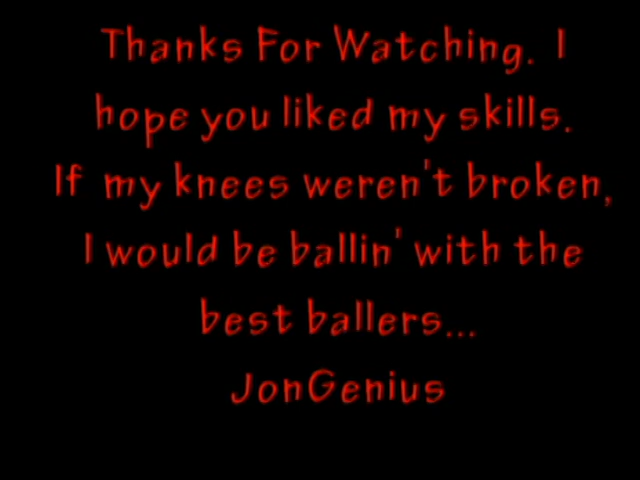 Thanks For Watching. I
hope you liked my skills.
If my knees weren't broken,
I would be ballin' with the
best ballers...
JonGenius